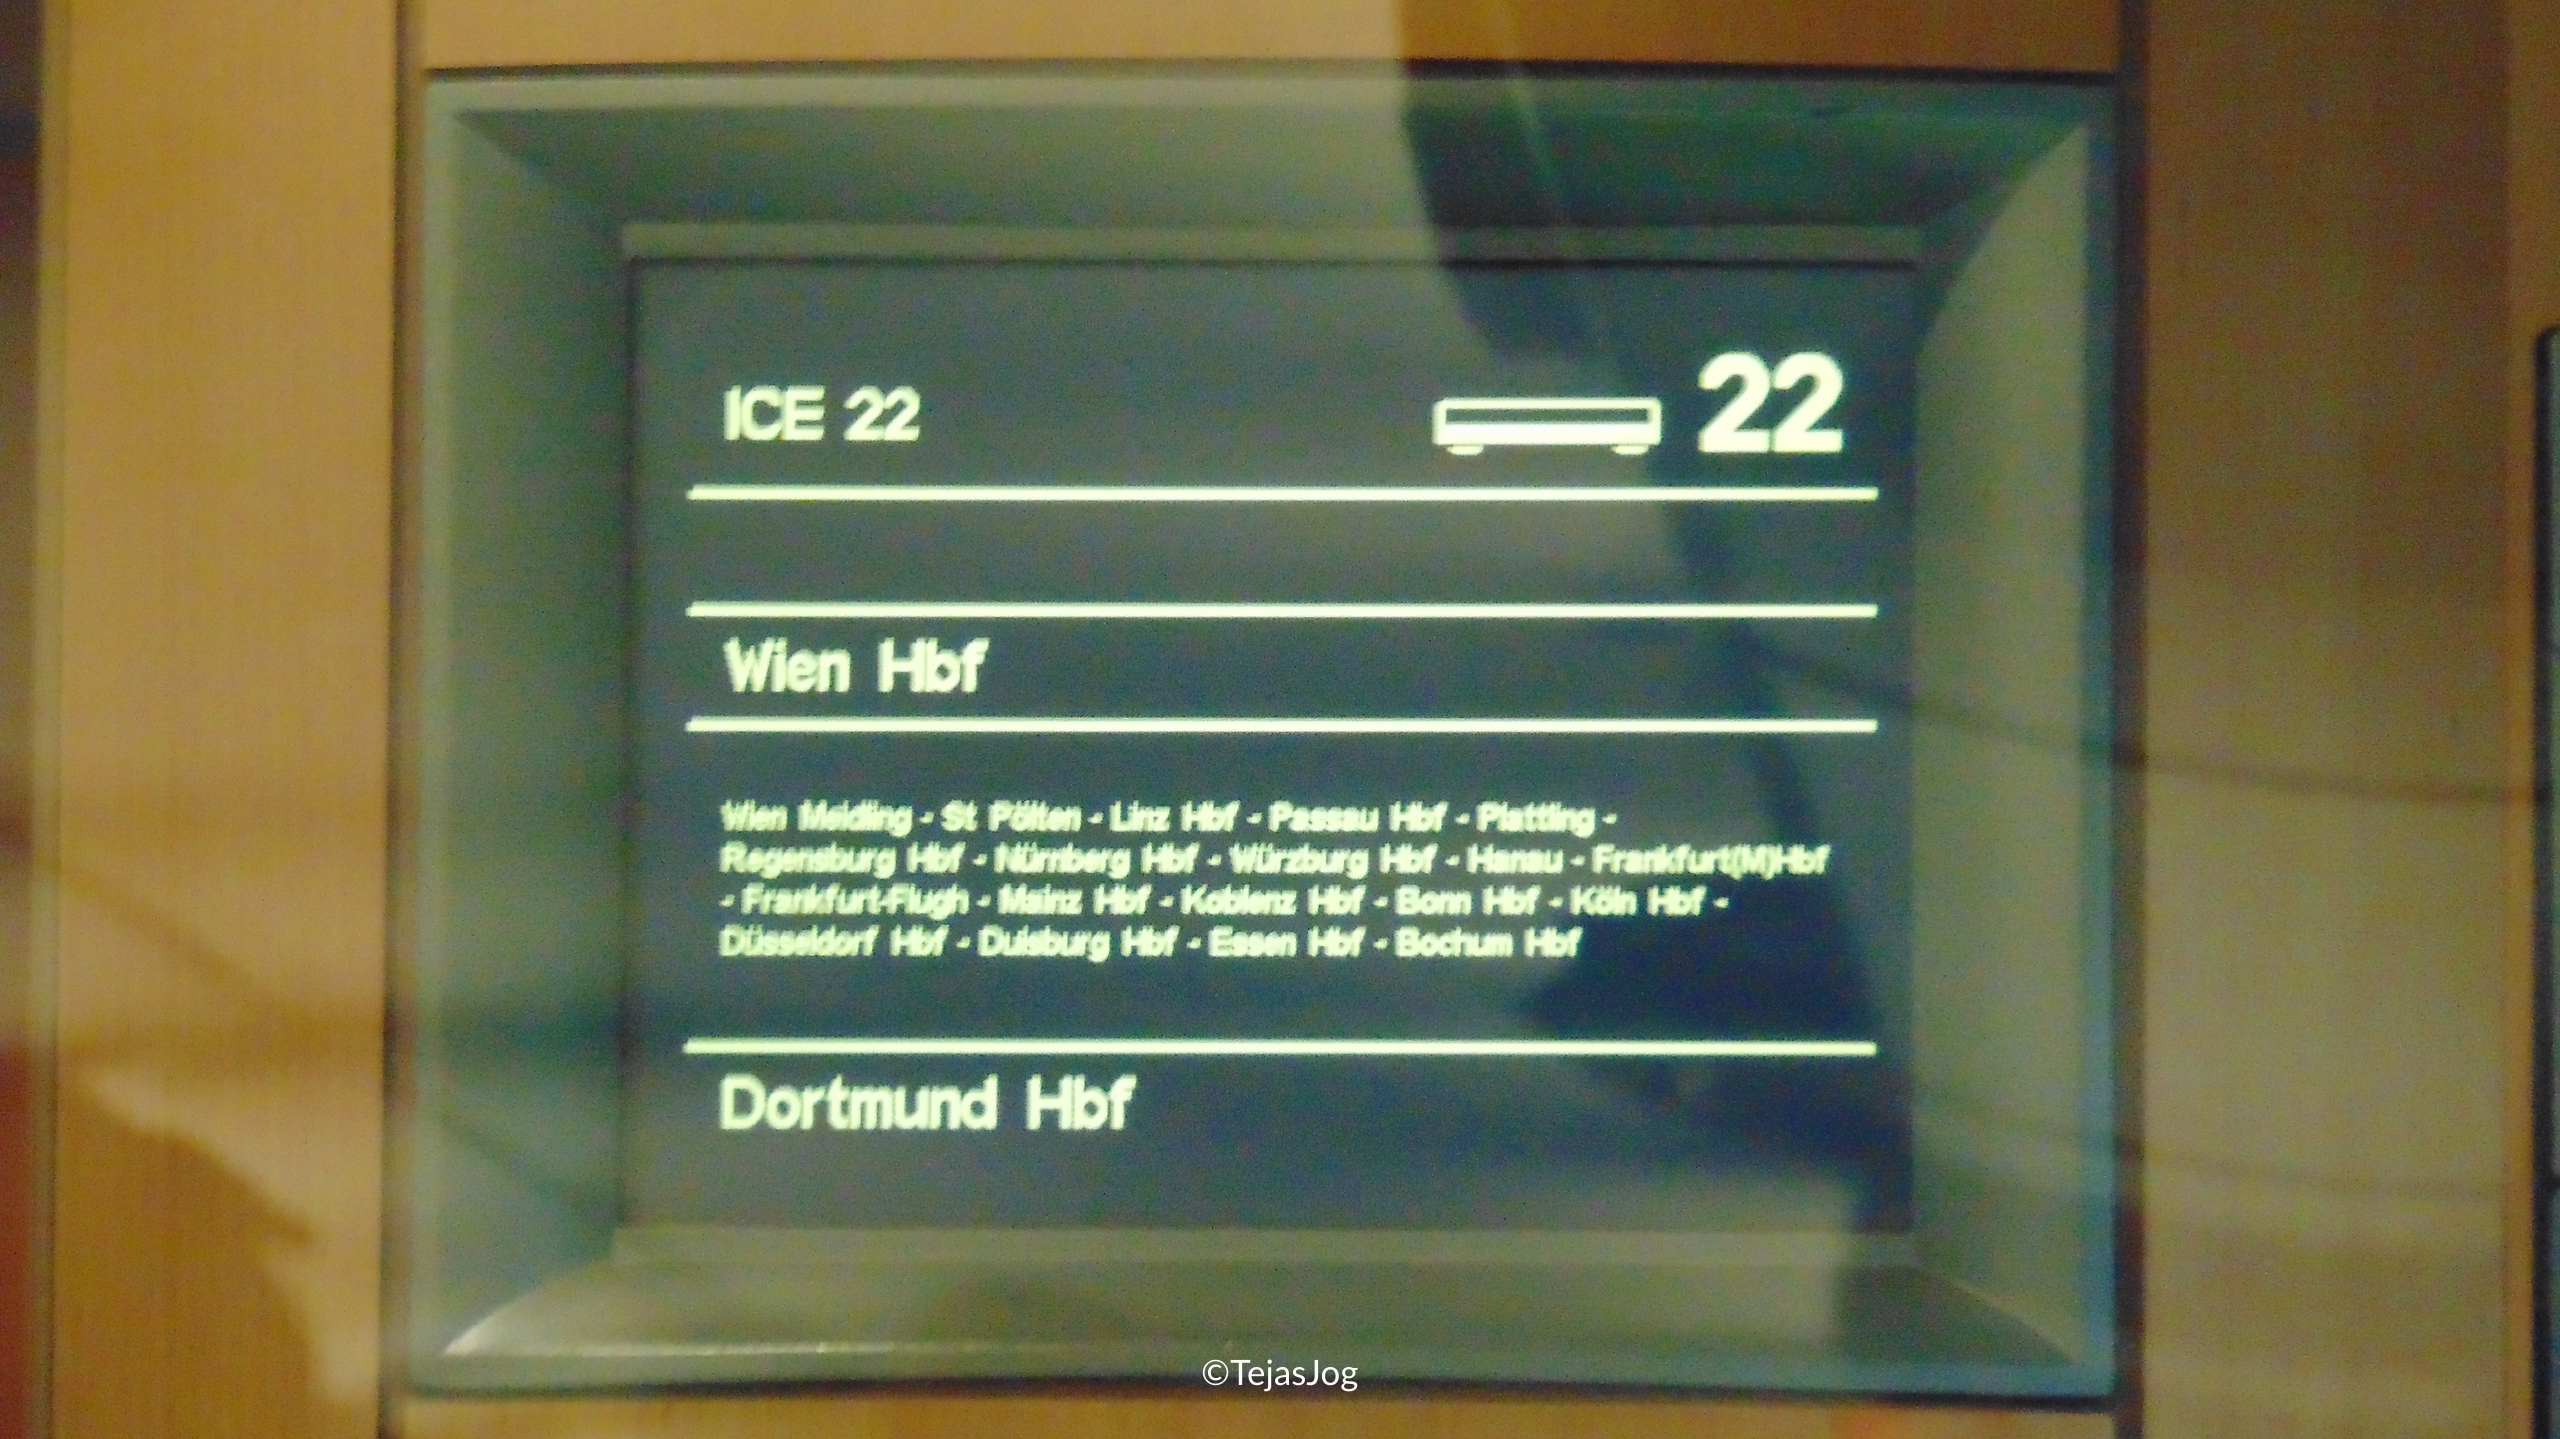 ICE 22
22
Wien Hbf
Wien Meidling - St Pölten - Linz Hbf - Passau Hbf - Plattling -
Regensburg Hbf - Nürnberg Hbf - Würzburg Hbf - Hanau - Frankfurt(M)Hbf
- Frankfurt-Flugh - Mainz Hbf - Koblenz Hbf - Bonn Hbf - Köln Hbf -
Düsseldorf Hbf - Duisburg Hbf - Essen Hbf - Bochum Hbf
Dortmund Hbf
©TejasJog